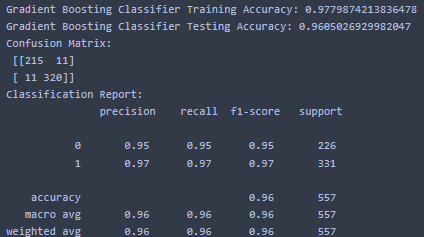 Gradient Boosting Classifier Training Accuracy: 0.9779874213836478
Gradient Boosting Classifier Testing Accuracy: 0.9605026929982047
Confusion Matrix:
[[215 11]
[ 11 320]]
Classification Report:
precision recall f1-score support
0 0.95 0.95 0.95 226
1 0.97 0.97 0.97 331
accuracy 0.96 557
macro avg 0.96 0.96 0.96 557
weighted avg 0.96 0.96 0.96 557